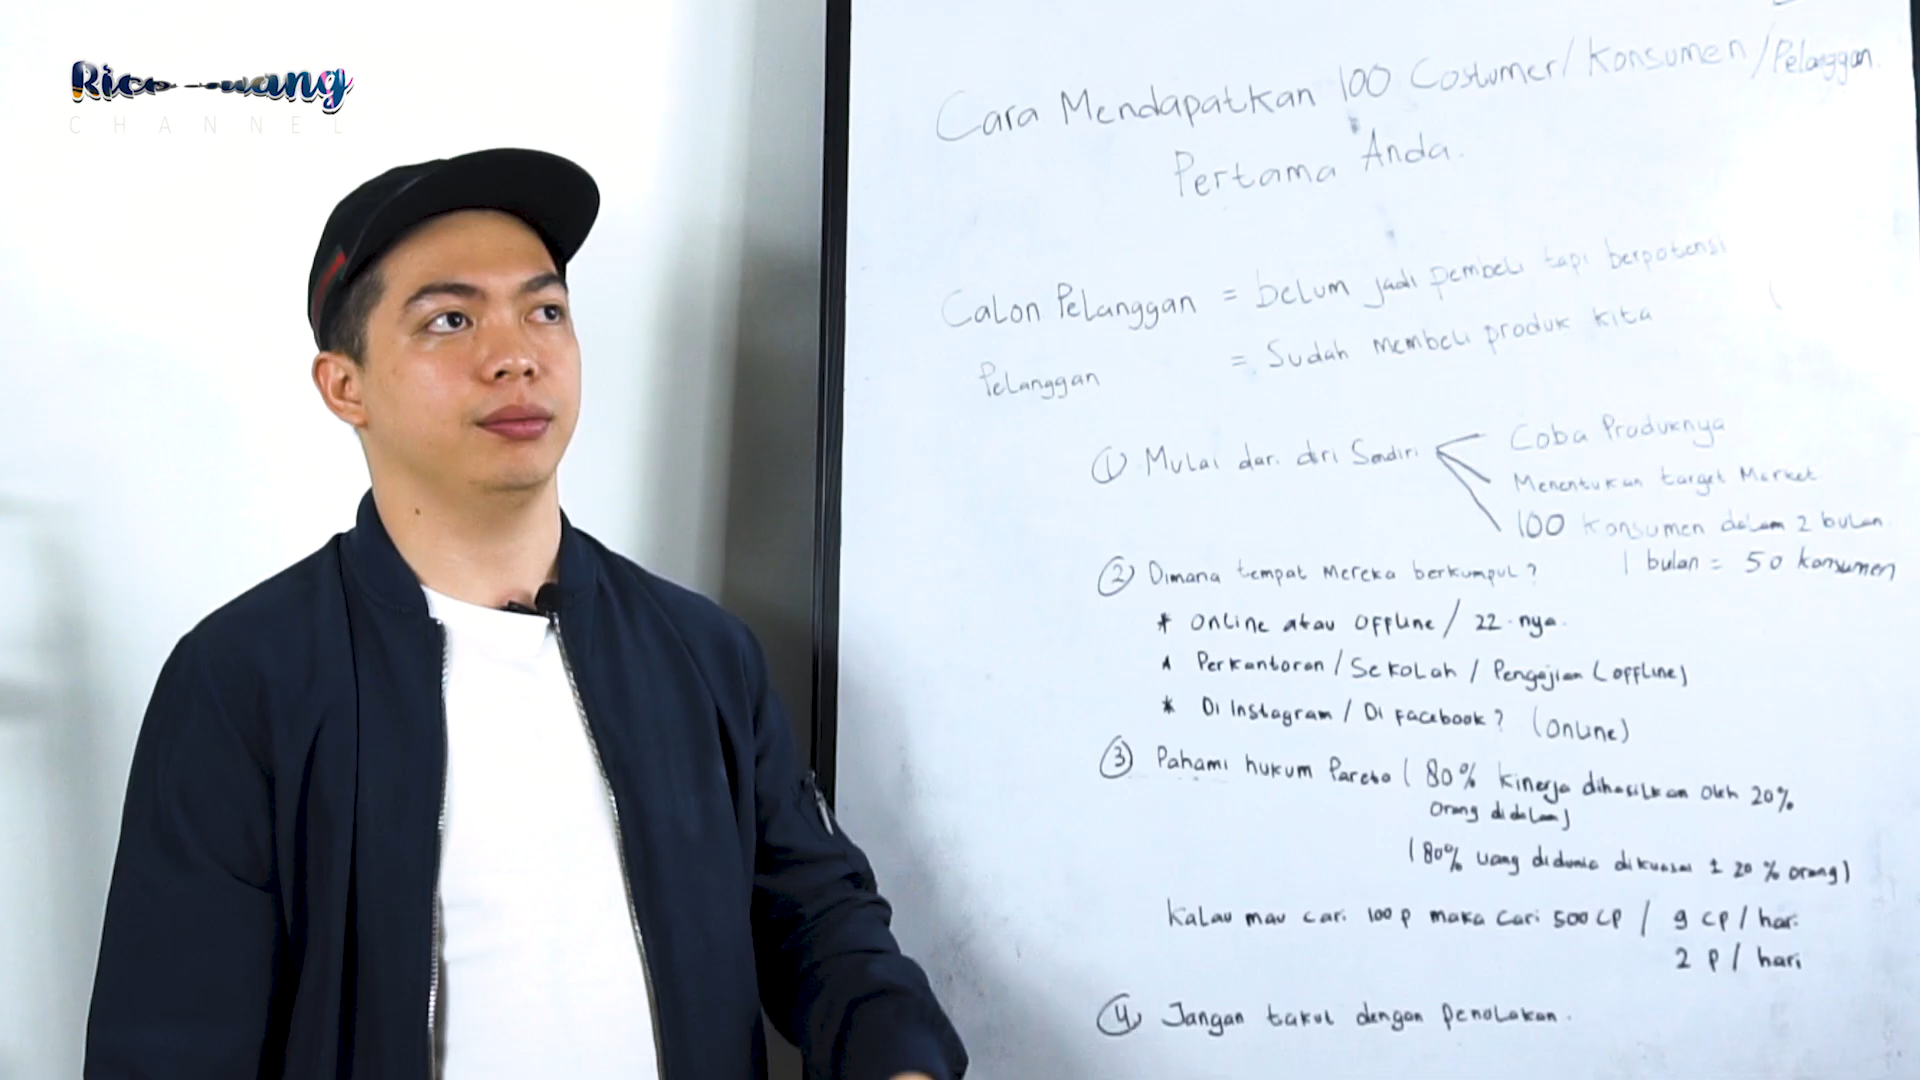 Rico Huang
CHANNEL
Cara Mendapatkan 100 Costumer/Konsumen/Pelanggan
Pertama Anda.
Calon Pelanggan = belum jadi pembeli tapi berpotensi
Pelanggan = Sudah membeli produk kita
① Mulai dari diri Sendiri
Coba Produknya
Menentukan target Market
100 Konsumen dalam 2 bulan
1 bulan = 50 konsumen
② Dimana tempat Mereka berkumpul?
* Online atau Offline / 22-nya.
* Perkantoran / Sekolah / Pengajian (offline)
* Di Instagram / Di Facebook? (Online)
③ Pahami hukum Pareto ( 80% kinerja dihasilkan oleh 20%
Orang didalam)
(80% uang didunia dikuasai ± 20% orang)
Kalau mau cari 100 P maka cari 500 CP / 9 CP / hari
2 P / hari
④ Jangan takut dengan penolakan.